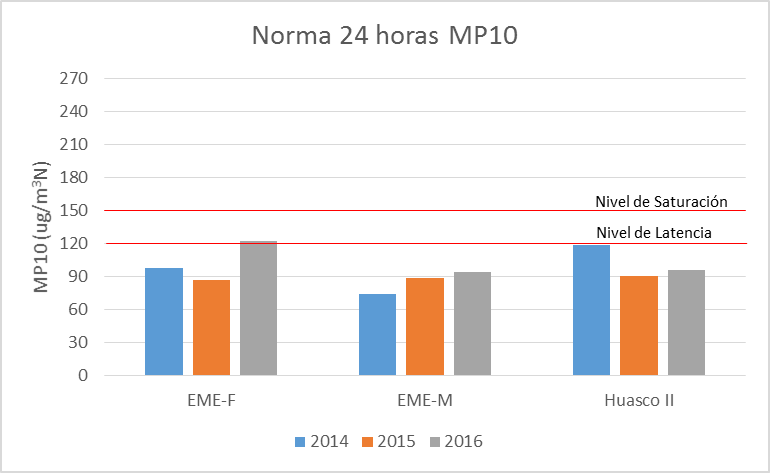 Norma 24 horas MP10
MP10 (ug/m³N)
270
240
210
180
150
120
90
60
30
0
Nivel de Saturación
Nivel de Latencia
EME-F EME-M Huasco II
2014 2015 2016